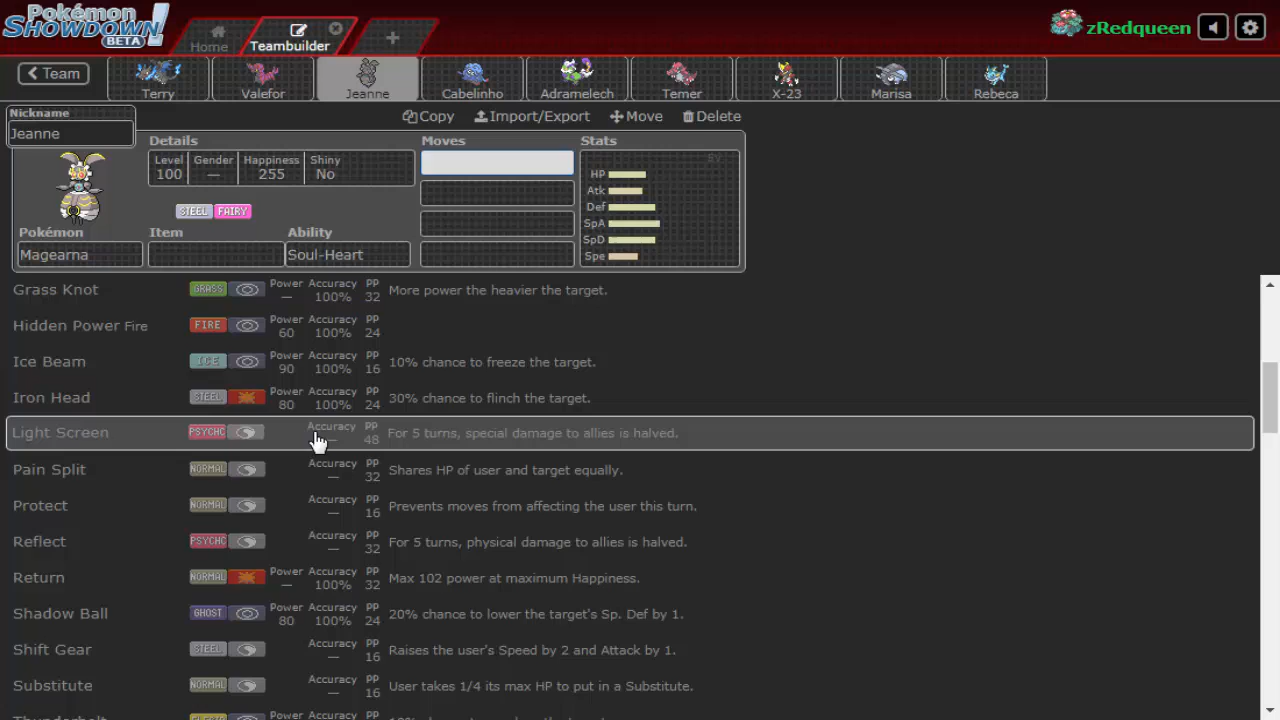 Pokémon
SHOWDOWN!
BETA
Home
Teambuilder
zRedqueen
Team
Terry
Valefor
Jeanne
Cabelinho
Adramelech
Temer
X-23
Marisa
Rebeca
Nickname
Jeanne
Copy Import/Export Move Delete
Details
Level Gender Happiness Shiny
100 — 255 No
STEEL FAIRY
Pokémon Item Ability
Magearna Soul-Heart
Moves
Stats
EV
HP
Atk
Def
SpA
SpD
Spe
Grass Knot GRASS Power — Accuracy 100% PP 32 More power the heavier the target.
Hidden Power Fire FIRE Power 60 Accuracy 100% PP 24
Ice Beam ICE Power 90 Accuracy 100% PP 16 10% chance to freeze the target.
Iron Head STEEL Power 80 Accuracy 100% PP 24 30% chance to flinch the target.
Light Screen PSYCHC Accuracy — PP 48 For 5 turns, special damage to allies is halved.
Pain Split NORMAL Accuracy — PP 32 Shares HP of user and target equally.
Protect NORMAL Accuracy — PP 16 Prevents moves from affecting the user this turn.
Reflect PSYCHC Accuracy — PP 32 For 5 turns, physical damage to allies is halved.
Return NORMAL Power — Accuracy 100% PP 32 Max 102 power at maximum Happiness.
Shadow Ball GHOST Power 80 Accuracy 100% PP 24 20% chance to lower the target's Sp. Def by 1.
Shift Gear STEEL Accuracy — PP 16 Raises the user's Speed by 2 and Attack by 1.
Substitute NORMAL Accuracy — PP 16 User takes 1/4 its max HP to put in a Substitute.
Power Accuracy PP